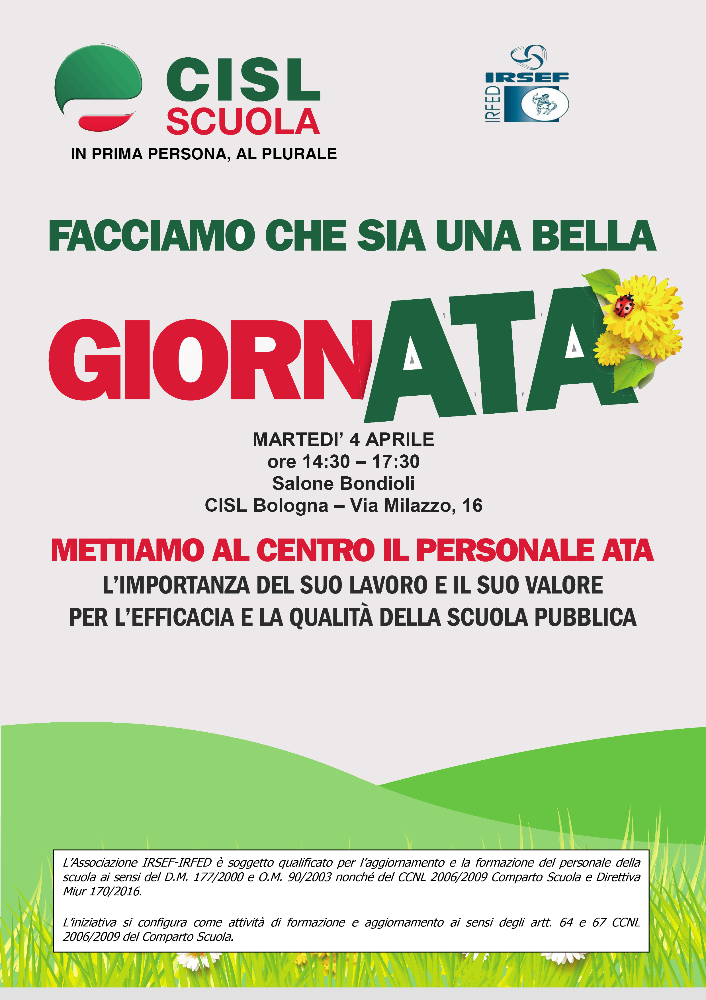 CISL
SCUOLA
IN PRIMA PERSONA, AL PLURALE
IRSEF
IRFED
FACCIAMO CHE SIA UNA BELLA
GIORNATA
MARTEDI’ 4 APRILE
ore 14:30 – 17:30
Salone Bondioli
CISL Bologna – Via Milazzo, 16
METTIAMO AL CENTRO IL PERSONALE ATA
L’IMPORTANZA DEL SUO LAVORO E IL SUO VALORE
PER L’EFFICACIA E LA QUALITÀ DELLA SCUOLA PUBBLICA
L’Associazione IRSEF-IRFED è soggetto qualificato per l’aggiornamento e la formazione del personale della
scuola ai sensi del D.M. 177/2000 e O.M. 90/2003 nonché del CCNL 2006/2009 Comparto Scuola e Direttiva
Miur 170/2016.
L’iniziativa si configura come attività di formazione e aggiornamento ai sensi degli artt. 64 e 67 CCNL
2006/2009 del Comparto Scuola.